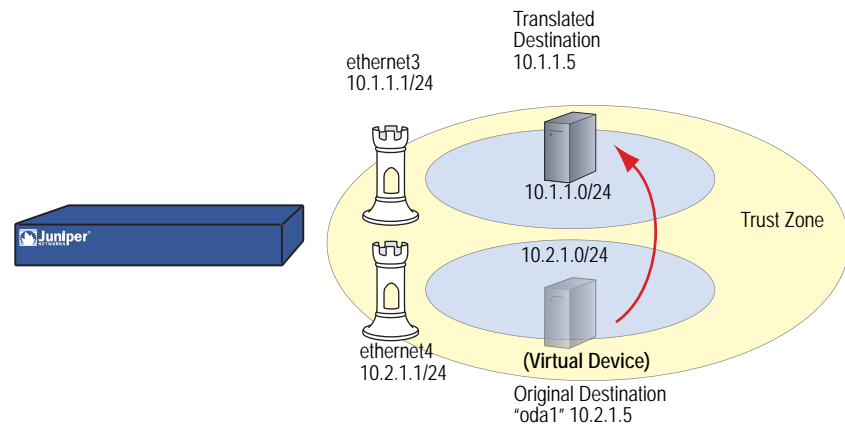 Translated
Destination
10.1.1.5
ethernet3
10.1.1.1/24
10.1.1.0/24
Trust Zone
Juniper
NETWORKS
10.2.1.0/24
ethernet4
10.2.1.1/24
(Virtual Device)
Original Destination
“oda1” 10.2.1.5